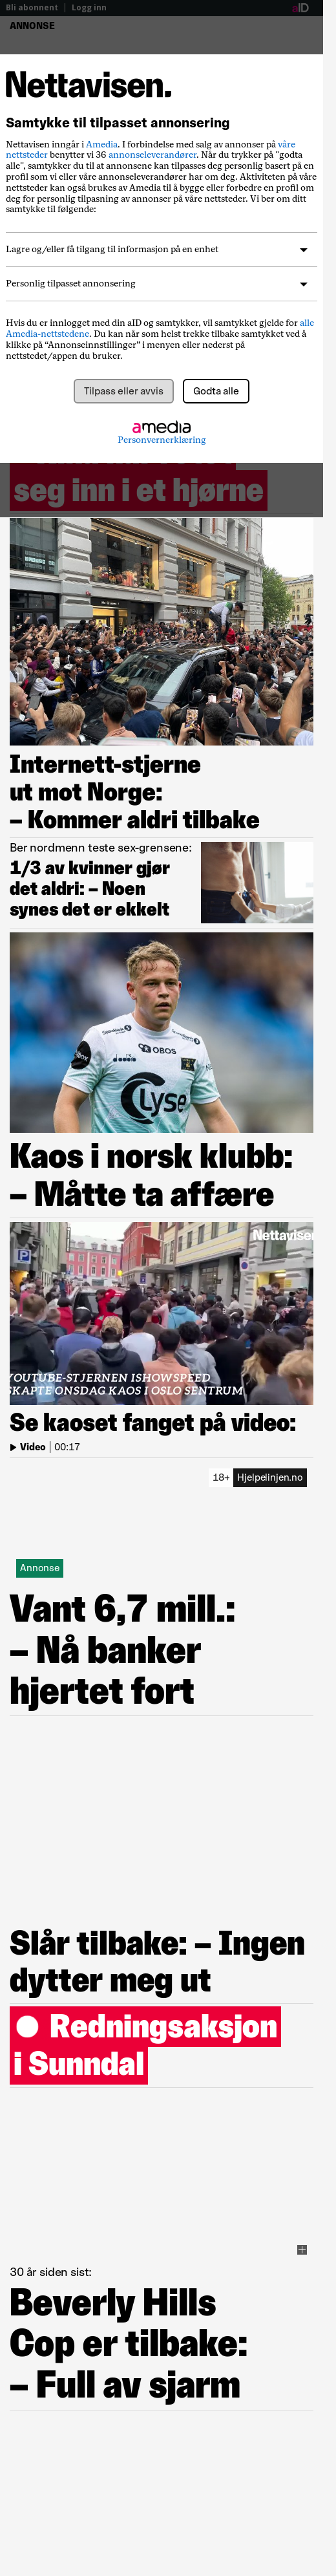 Bli abonnent | Logg inn
aID
ANNONSE
Nettavisen.
Samtykke til tilpasset annonsering
Nettavisen inngår i Amedia. I forbindelse med salg av annonser på våre
nettsteder benytter vi 36 annonseleverandører. Når du trykker på "godta
alle", samtykker du til at annonsene kan tilpasses deg personlig basert på en
profil som vi eller våre annonseleverandører har om deg. Aktiviteten på våre
nettsteder kan også brukes av Amedia til å bygge eller forbedre en profil om
deg for personlig tilpasning av annonser på våre nettsteder. Vi ber om ditt
samtykke til følgende:
Lagre og/eller få tilgang til informasjon på en enhet
Personlig tilpasset annonsering
Hvis du er innlogget med din aID og samtykker, vil samtykket gjelde for alle
Amedia-nettstedene. Du kan når som helst trekke tilbake samtykket ved å
klikke på “Annonseinnstillinger” i menyen eller nederst på
nettstedet/appen du bruker.
Tilpass eller avvis
Godta alle
amedia
Personvernerklæring
seg inn i et hjørne
Internett-stjerne
ut mot Norge:
– Kommer aldri tilbake
Ber nordmenn teste sex-grensene:
1/3 av kvinner gjør
det aldri: – Noen
synes det er ekkelt
OBOS
Lyse
Kaos i norsk klubb:
– Måtte ta affære
Nettavisen
YOUTUBE-STJERNEN ISHOWSPEED
SKAPTE ONSDAG KAOS I OSLO SENTRUM
Se kaoset fanget på video:
Video | 00:17
18+ Hjelpelinjen.no
Annonse
Vant 6,7 mill.:
– Nå banker
hjertet fort
Slår tilbake: – Ingen
dytter meg ut
Redningsaksjon
i Sunndal
30 år siden sist:
Beverly Hills
Cop er tilbake:
– Full av sjarm